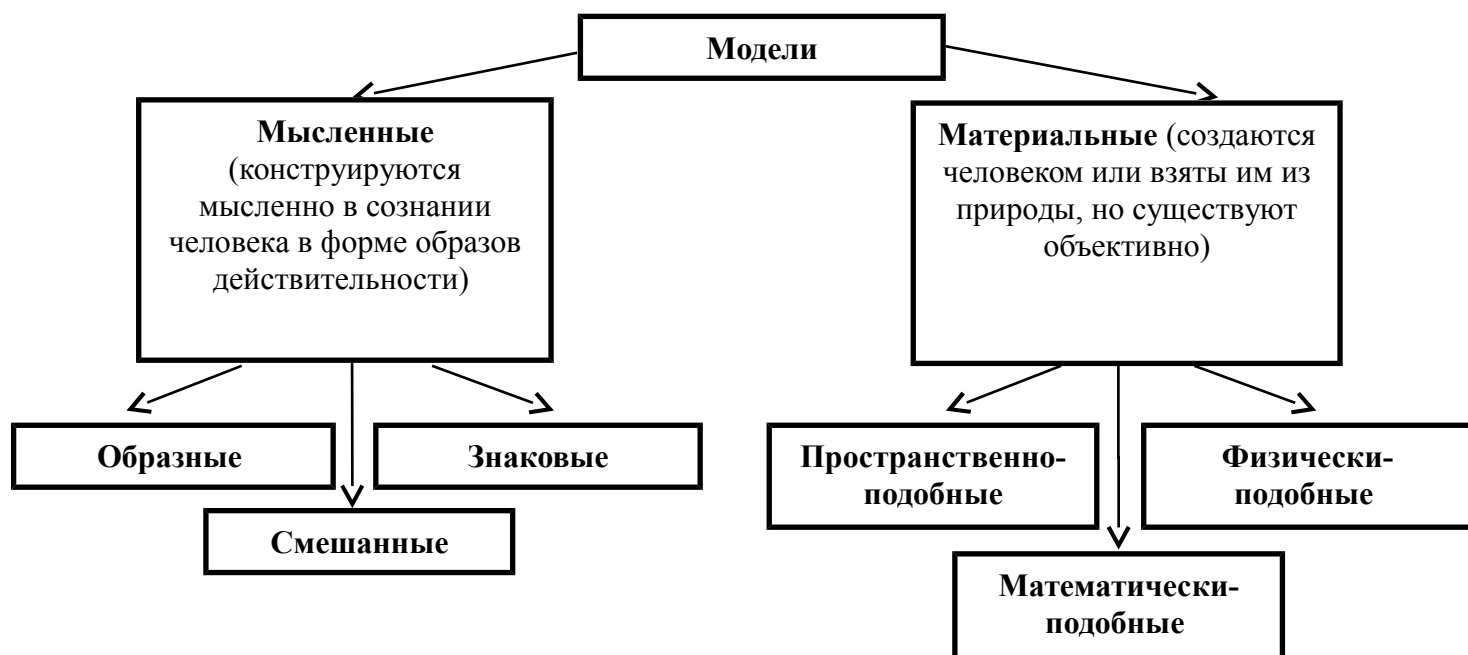 Модели
Мысленные
(конструируются
мысленно в сознании
человека в форме образов
действительности)
Материальные (создаются
человеком или взяты им из
природы, но существуют
объективно)
Образные
Знаковые
Смешанные
Пространственно-
подобные
Физически-
подобные
Математически-
подобные